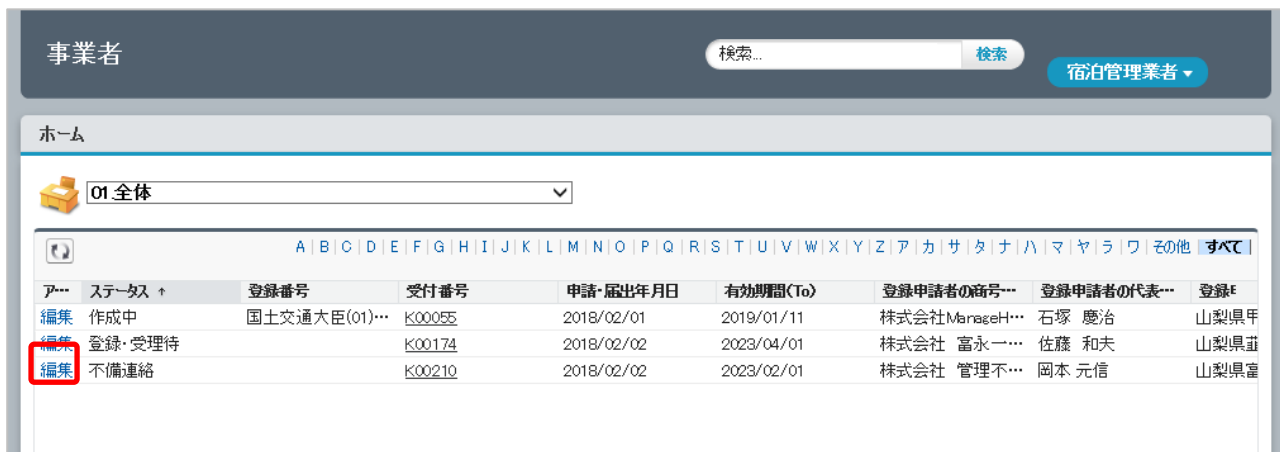 事業者 検索... 検索 宿泊管理業者▼
ホーム
01.全体
A | B | C | D | E | F | G | H | I | J | K | L | M | N | O | P | Q | R | S | T | U | V | W | X | Y | Z | ア | カ | サ | タ | ナ | ハ | マ | ヤ | ラ | ワ | その他 | すべて |
ア… ステータス ↑ 登録番号 受付番号 申請・届出年月日 有効期間(To) 登録申請者の商号… 登録申請者の代表… 登録
編集 作成中 国土交通大臣(01)… K00055 2018/02/01 2019/01/11 株式会社ManageH… 石塚 慶治 山梨県甲
編集 登録・受理待 K00174 2018/02/02 2023/04/01 株式会社 富永一… 佐藤 和夫 山梨県韮
編集 不備連絡 K00210 2018/02/02 2023/02/01 株式会社 管理不… 岡本 元信 山梨県富